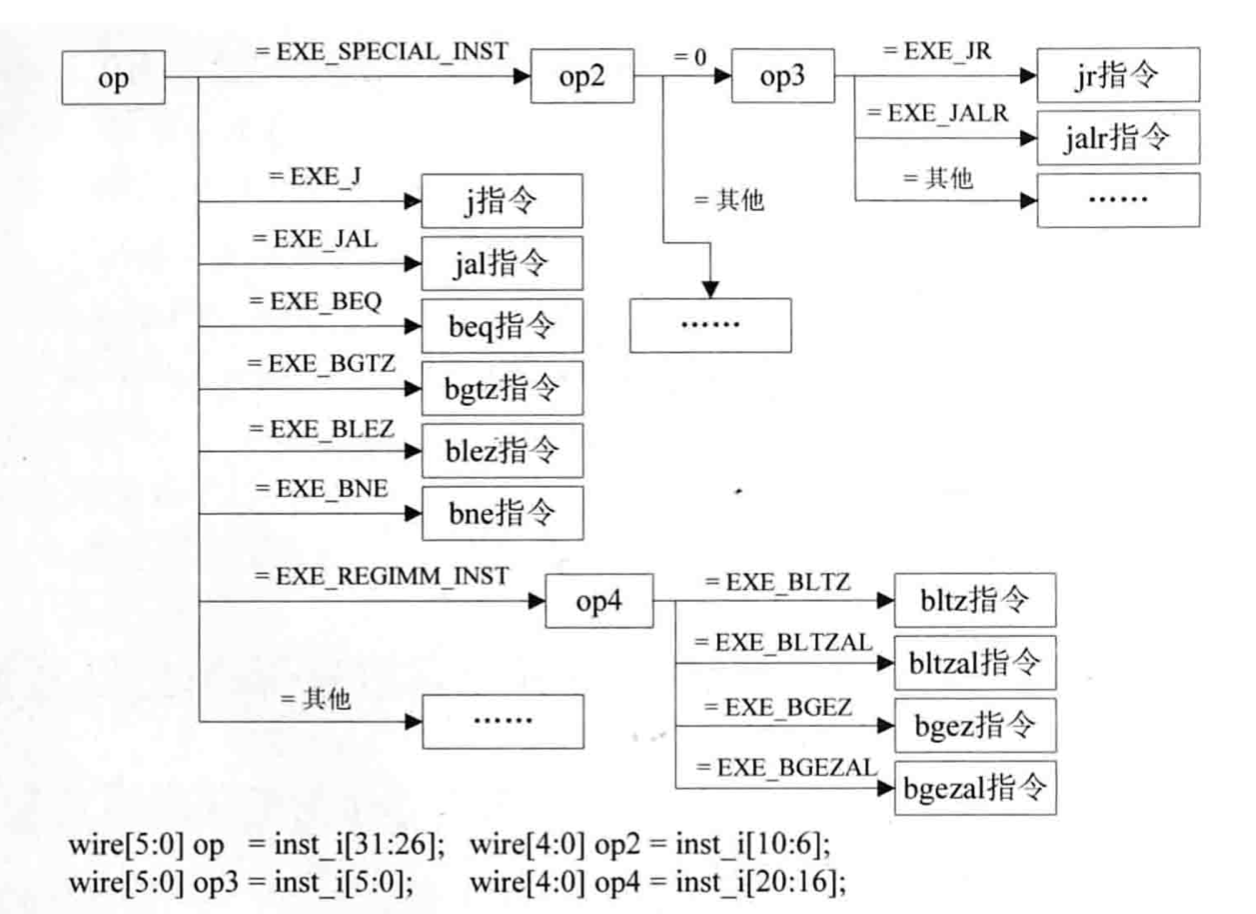 op
= EXE_SPECIAL_INST
op2
= 0
op3
= EXE_JR
jr指令
= EXE_JALR
jalr指令
= 其他
……
= 其他
……
= EXE_J
j指令
= EXE_JAL
jal指令
= EXE_BEQ
beq指令
= EXE_BGTZ
bgtz指令
= EXE_BLEZ
blez指令
= EXE_BNE
bne指令
= EXE_REGIMM_INST
op4
= EXE_BLTZ
bltz指令
= EXE_BLTZAL
bltzal指令
= EXE_BGEZ
bgez指令
= EXE_BGEZAL
bgezal指令
= 其他
……
wire[5:0] op = inst_i[31:26]; wire[4:0] op2 = inst_i[10:6];
wire[5:0] op3 = inst_i[5:0]; wire[4:0] op4 = inst_i[20:16];